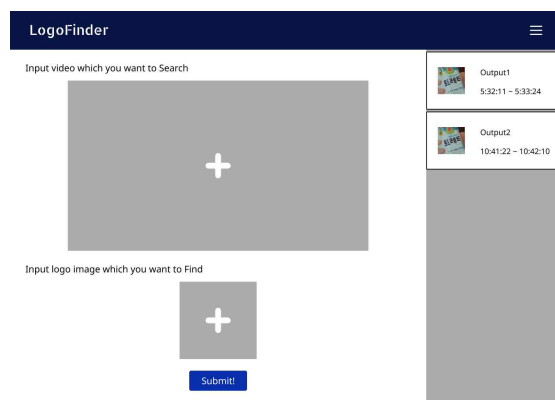 LogoFinder
Input video which you want to Search
Input logo image which you want to Find
Submit!
Output1
5:32:11 ~ 5:33:24
Output2
10:41:22 ~ 10:42:10